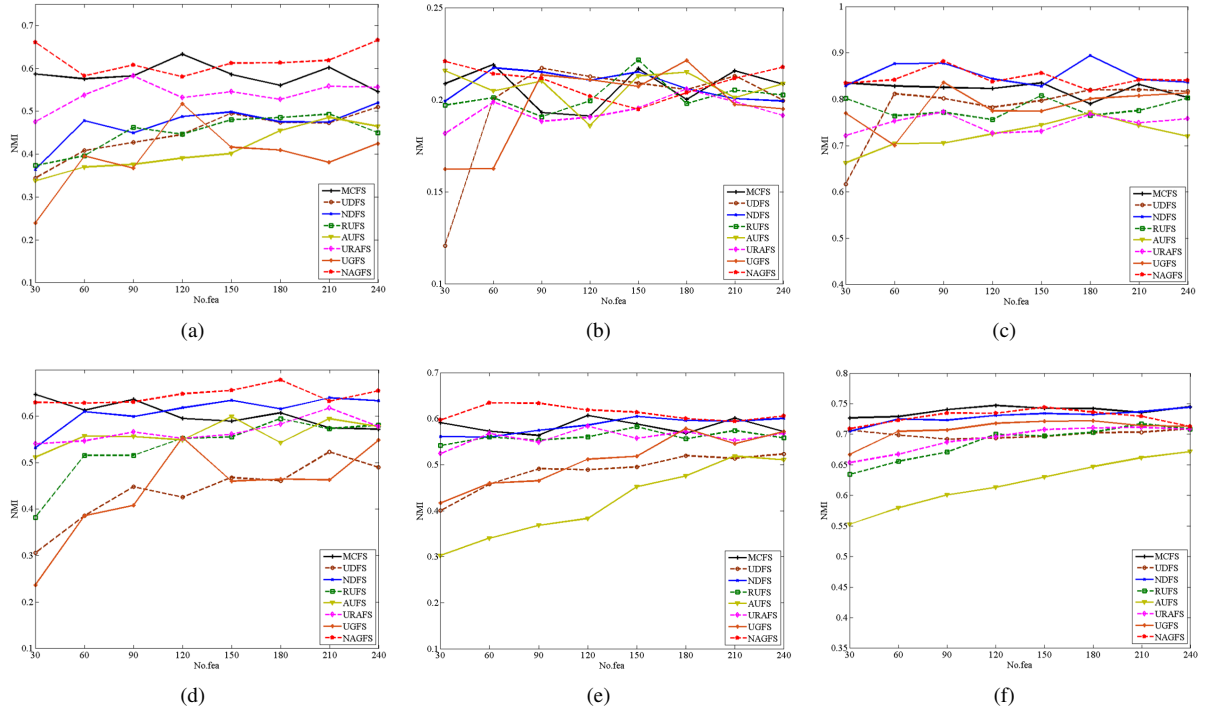 0.7
0.6
0.5
0.4
0.3
0.2
0.1
NMI
30 60 90 120 150 180 210 240
No.fea
MCFS
UDFS
NDFS
RUFS
AUFS
URAFS
UGFS
NAGFS
(a)
0.25
0.2
0.15
0.1
NMI
30 60 90 120 150 180 210 240
No.fea
MCFS
UDFS
NDFS
RUFS
AUFS
URAFS
UGFS
NAGFS
(b)
1
0.9
0.8
0.7
0.6
0.5
0.4
NMI
30 60 90 120 150 180 210 240
No.fea
MCFS
UDFS
NDFS
RUFS
AUFS
URAFS
UGFS
NAGFS
(c)
0.6
0.5
0.4
0.3
0.2
0.1
NMI
30 60 90 120 150 180 210 240
No.fea
MCFS
UDFS
NDFS
RUFS
AUFS
URAFS
UGFS
NAGFS
(d)
0.7
0.6
0.5
0.4
0.3
0.2
0.1
NMI
30 60 90 120 150 180 210 240
No.fea
MCFS
UDFS
NDFS
RUFS
AUFS
URAFS
UGFS
NAGFS
(e)
0.8
0.75
0.7
0.65
0.6
0.55
0.5
0.45
0.4
0.35
NMI
30 60 90 120 150 180 210 240
No.fea
MCFS
UDFS
NDFS
RUFS
AUFS
URAFS
UGFS
NAGFS
(f)